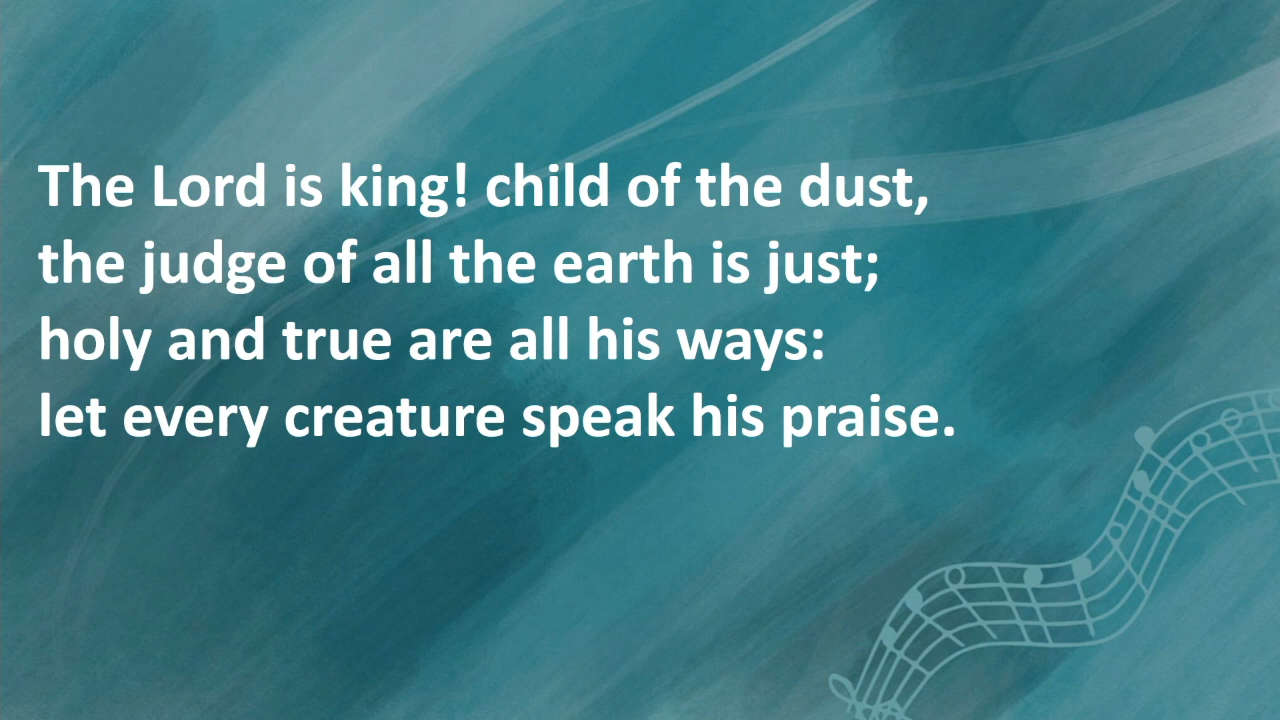 The Lord is king! child of the dust,
the judge of all the earth is just;
holy and true are all his ways:
let every creature speak his praise.